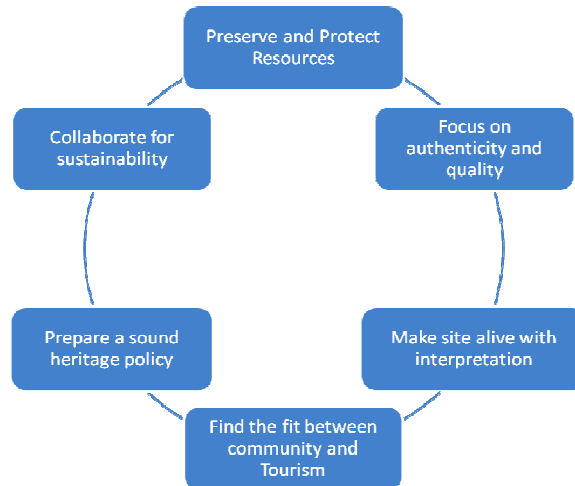 Preserve and Protect
Resources
Focus on
authenticity and
quality
Make site alive with
interpretation
Find the fit between
community and
Tourism
Prepare a sound
heritage policy
Collaborate for
sustainability